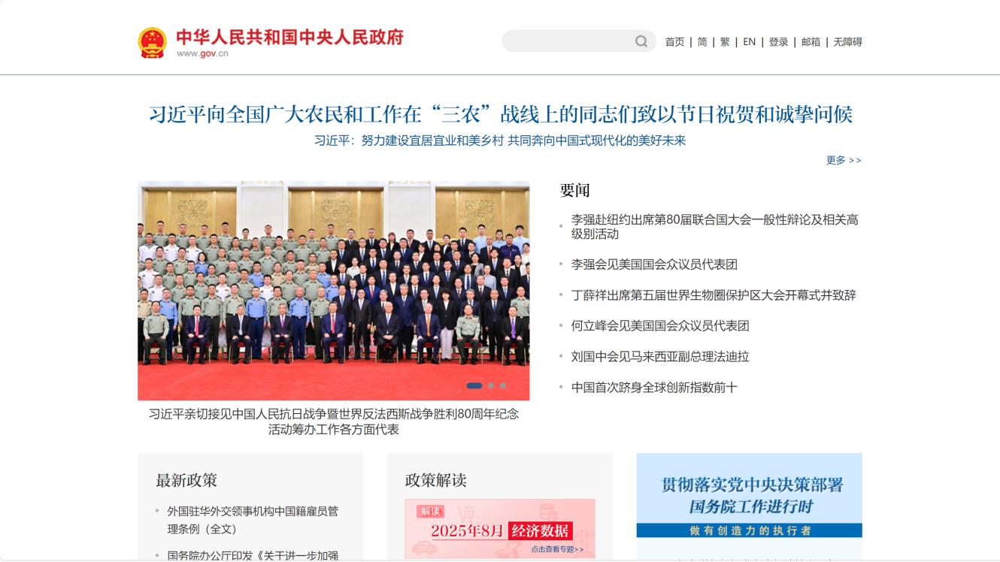 中华人民共和国中央人民政府
www.gov.cn
首页 | 简 | 繁 | EN | 登录 | 邮箱 | 无障碍
习近平向全国广大农民和工作在“三农”战线上的同志们致以节日祝贺和诚挚问候
习近平：努力建设宜居宜业和美乡村 共同奔向中国式现代化的美好未来
更多 >>
要闻
李强赴纽约出席第80届联合国大会一般性辩论及相关高
级别活动
李强会见美国国会众议员代表团
丁薛祥出席第五届世界生物圈保护区大会开幕式并致辞
何立峰会见美国国会众议员代表团
刘国中会见马来西亚副总理法迪拉
中国首次跻身全球创新指数前十
习近平亲切接见中国人民抗日战争暨世界反法西斯战争胜利80周年纪念
活动筹办工作各方面代表
最新政策
外国驻华外交领事机构中国籍雇员管
理条例（全文）
国务院办公厅印发《关于进一步加强
政策解读
解读
2025年8月 经济数据
点击查看专题>>
贯彻落实党中央决策部署
国务院工作进行时
做有创造力的执行者